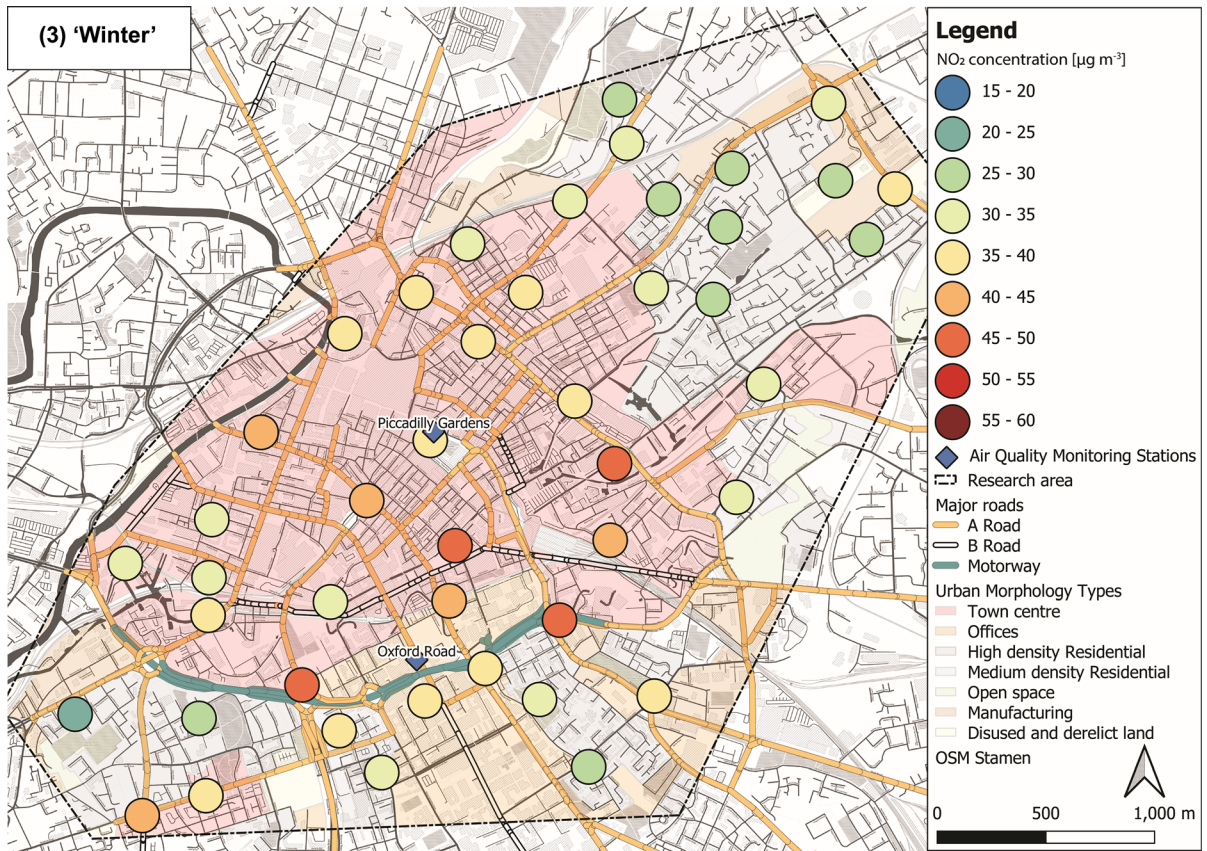 (3) ‘Winter’
Piccadilly Gardens
Oxford Road
Legend
NO₂ concentration [µg m⁻³]
15 - 20
20 - 25
25 - 30
30 - 35
35 - 40
40 - 45
45 - 50
50 - 55
55 - 60
Air Quality Monitoring Stations
Research area
Major roads
A Road
B Road
Motorway
Urban Morphology Types
Town centre
Offices
High density Residential
Medium density Residential
Open space
Manufacturing
Disused and derelict land
OSM Stamen
0 500 1,000 m